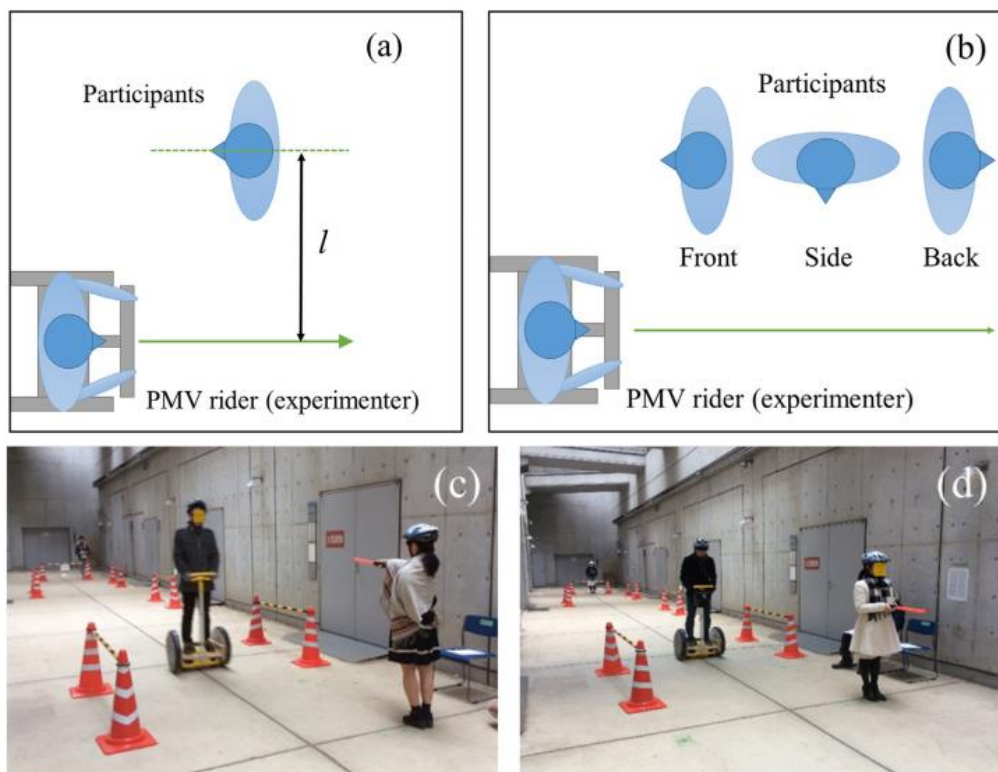 (a)
Participants
l
PMV rider (experimenter)
(b)
Participants
Front
Side
Back
PMV rider (experimenter)
(c)
(d)